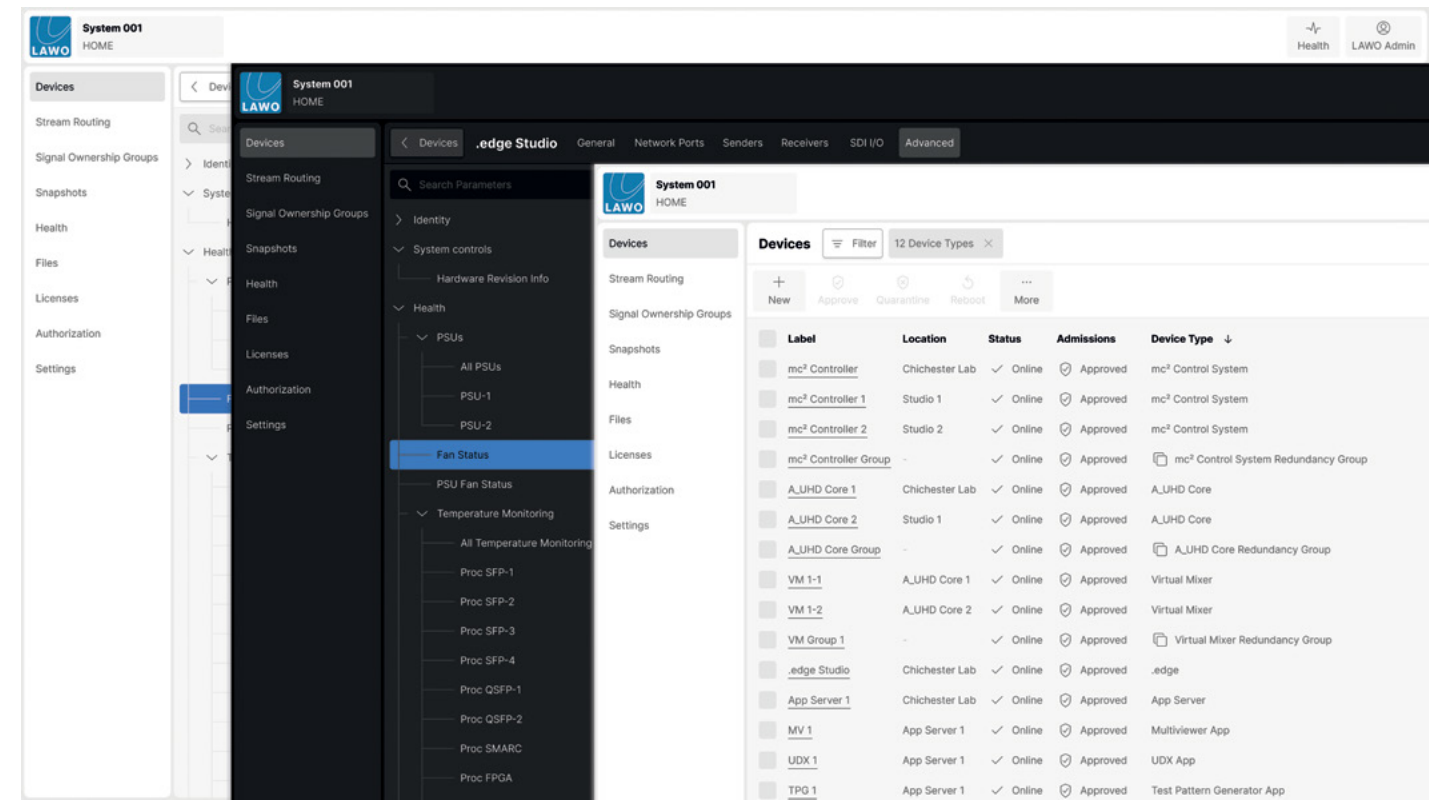 LAWO
System 001
HOME
Health
LAWO Admin
Devices
Stream Routing
Signal Ownership Groups
Snapshots
Health
Files
Licenses
Authorization
Settings
LAWO
System 001
HOME
Devices
Stream Routing
Signal Ownership Groups
Snapshots
Health
Files
Licenses
Authorization
Settings
Devices .edge Studio General Network Ports Senders Receivers SDI I/O Advanced
Search Parameters
Identity
System controls
Hardware Revision Info
Health
PSUs
All PSUs
PSU-1
PSU-2
Fan Status
PSU Fan Status
Temperature Monitoring
All Temperature Monitoring
Proc SFP-1
Proc SFP-2
Proc SFP-3
Proc SFP-4
Proc QSFP-1
Proc QSFP-2
Proc SMARC
Proc FPGA
LAWO
System 001
HOME
Devices
Stream Routing
Signal Ownership Groups
Snapshots
Health
Files
Licenses
Authorization
Settings
Devices Filter 12 Device Types
New Approve Quarantine Reboot More
Label Location Status Admissions Device Type
mc² Controller Chichester Lab Online Approved mc² Control System
mc² Controller 1 Studio 1 Online Approved mc² Control System
mc² Controller 2 Studio 2 Online Approved mc² Control System
mc² Controller Group - Online Approved mc² Control System Redundancy Group
A_UHD Core 1 Chichester Lab Online Approved A_UHD Core
A_UHD Core 2 Studio 1 Online Approved A_UHD Core
A_UHD Core Group - Online Approved A_UHD Core Redundancy Group
VM 1-1 A_UHD Core 1 Online Approved Virtual Mixer
VM 1-2 A_UHD Core 2 Online Approved Virtual Mixer
VM Group 1 - Online Approved Virtual Mixer Redundancy Group
.edge Studio Chichester Lab Online Approved .edge
App Server 1 Chichester Lab Online Approved App Server
MV 1 App Server 1 Online Approved Multiviewer App
UDX 1 App Server 1 Online Approved UDX App
TPG 1 App Server 1 Online Approved Test Pattern Generator App